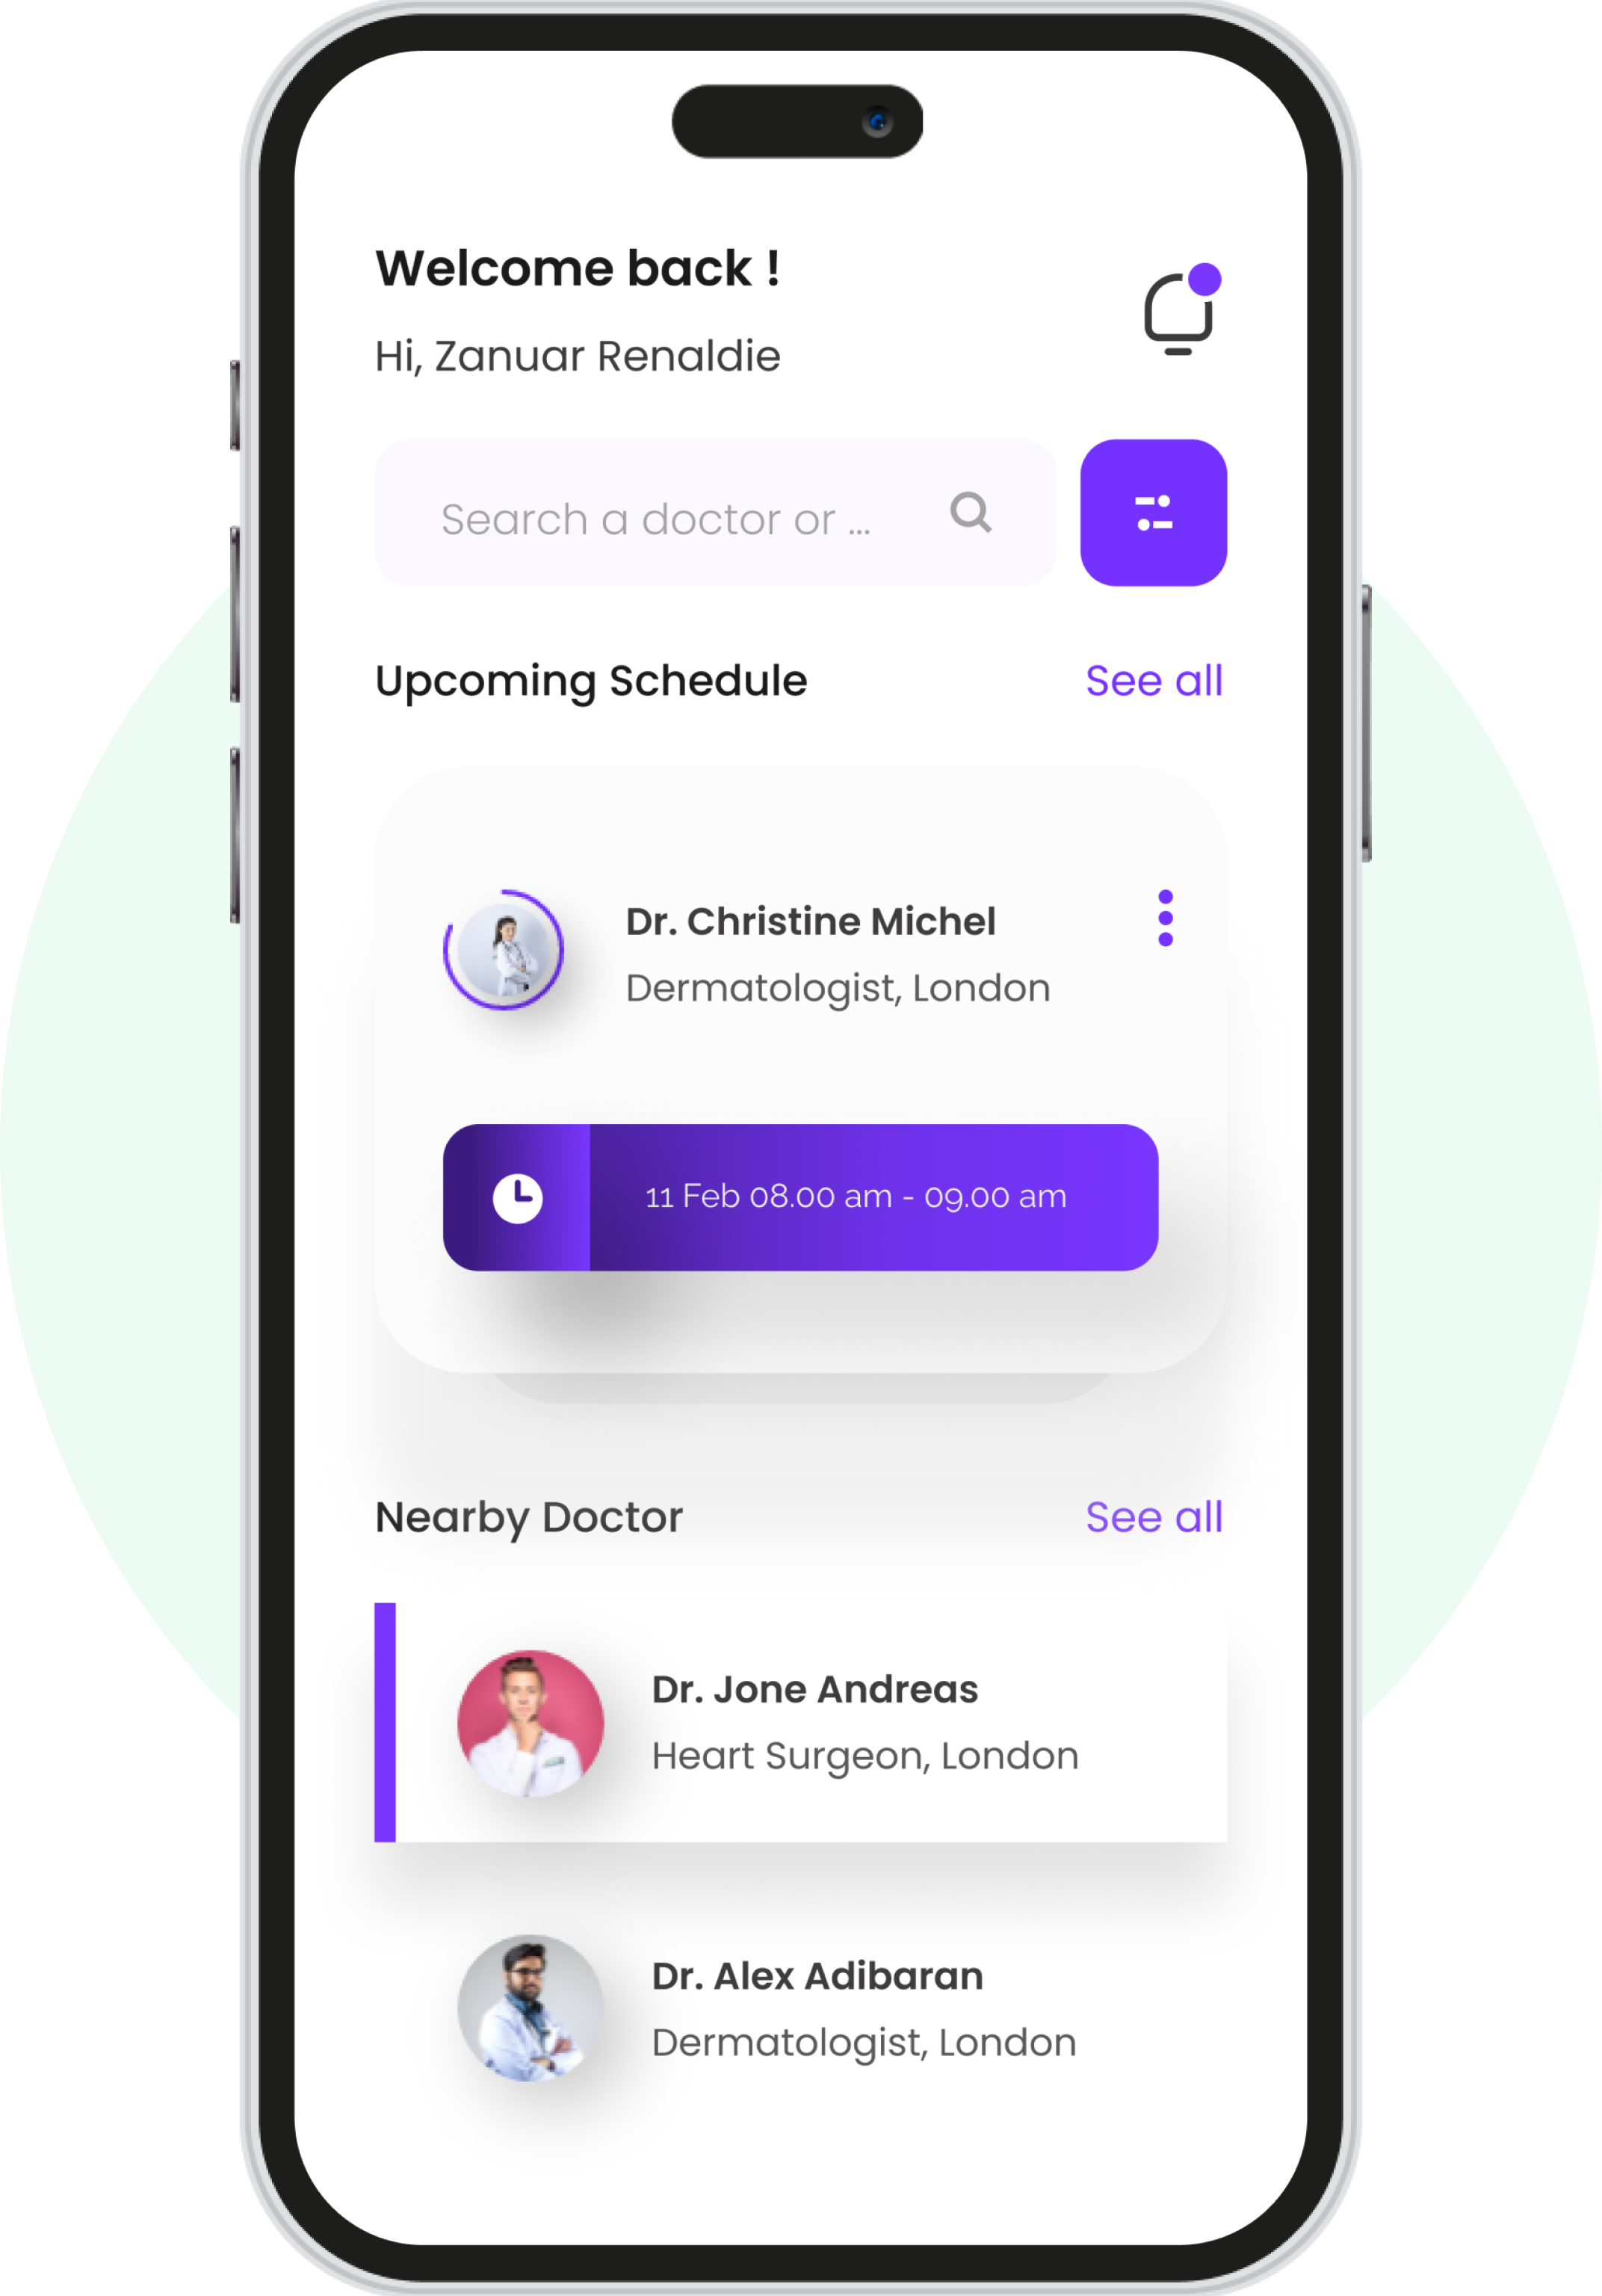 Welcome back !
Hi, Zanuar Renaldie
Search a doctor or ...
Upcoming Schedule
See all
Dr. Christine Michel
Dermatologist, London
11 Feb 08.00 am - 09.00 am
Nearby Doctor
See all
Dr. Jone Andreas
Heart Surgeon, London
Dr. Alex Adibaran
Dermatologist, London